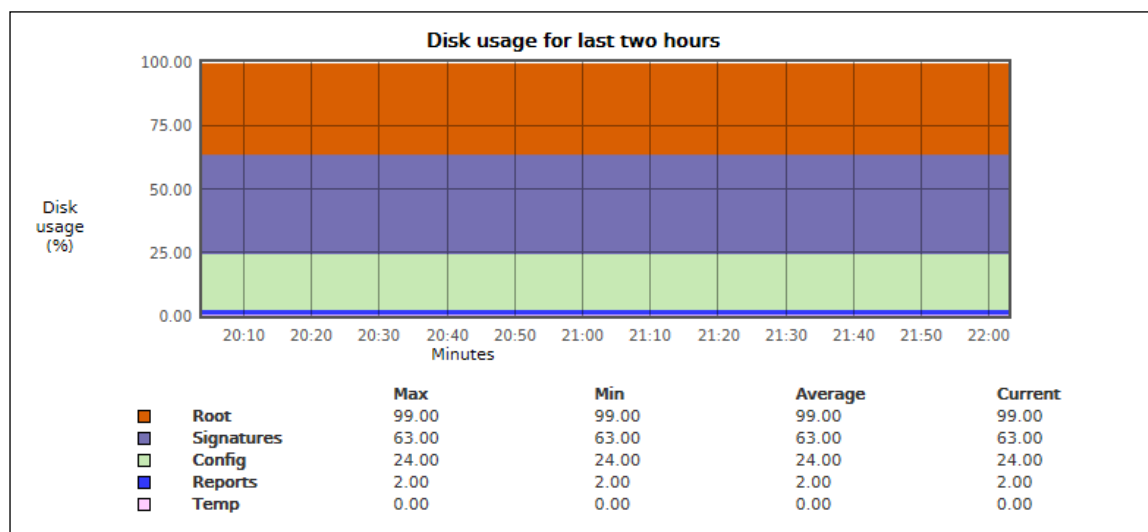 Disk usage for last two hours
100.00
75.00
50.00
25.00
0.00
Disk
usage
(%)
20:10 20:20 20:30 20:40 20:50 21:00 21:10 21:20 21:30 21:40 21:50 22:00
Minutes
Max Min Average Current
Root 99.00 99.00 99.00 99.00
Signatures 63.00 63.00 63.00 63.00
Config 24.00 24.00 24.00 24.00
Reports 2.00 2.00 2.00 2.00
Temp 0.00 0.00 0.00 0.00